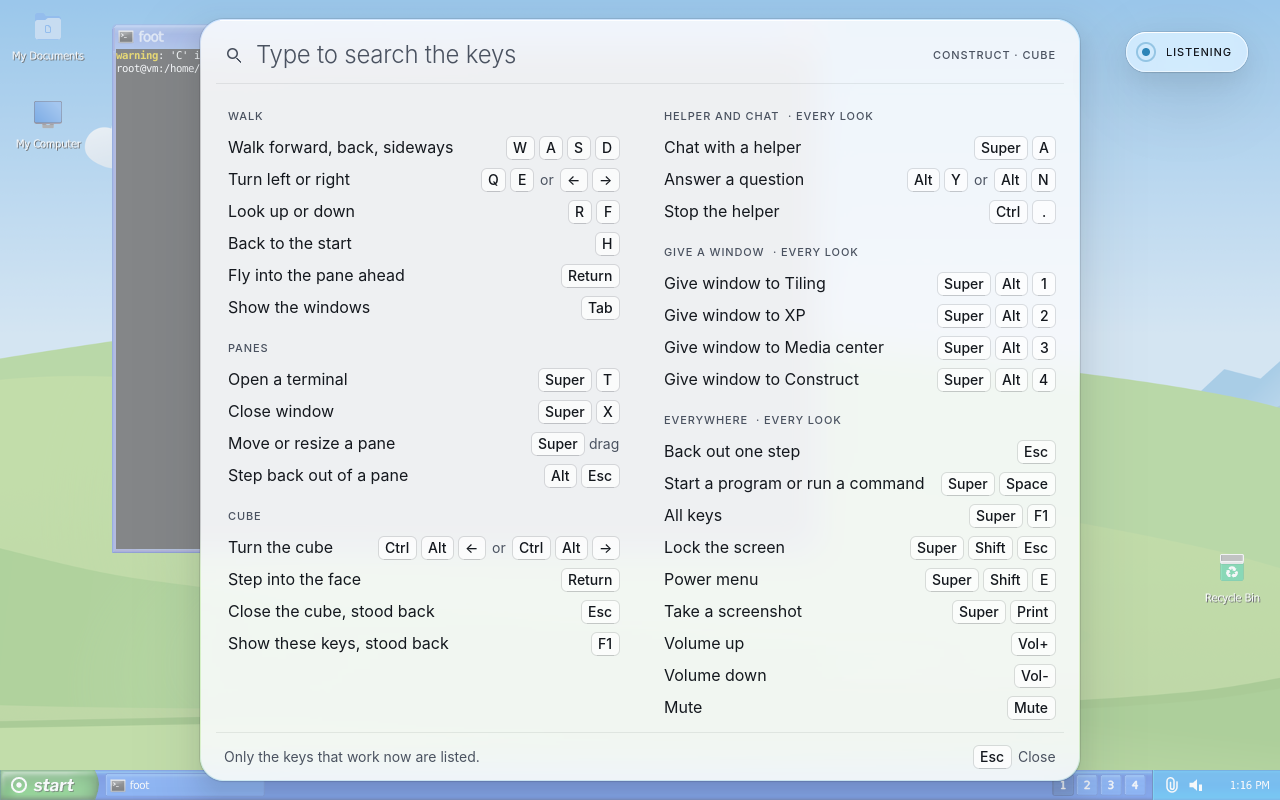 My Documents
My Computer
foot
warning: 'C' i
root@vm:/home/
Type to search the keys
CONSTRUCT · CUBE
LISTENING
WALK
Walk forward, back, sideways W A S D
Turn left or right Q E or ← →
Look up or down R F
Back to the start H
Fly into the pane ahead Return
Show the windows Tab
PANES
Open a terminal Super T
Close window Super X
Move or resize a pane Super drag
Step back out of a pane Alt Esc
CUBE
Turn the cube Ctrl Alt ← or Ctrl Alt →
Step into the face Return
Close the cube, stood back Esc
Show these keys, stood back F1
HELPER AND CHAT · EVERY LOOK
Chat with a helper Super A
Answer a question Alt Y or Alt N
Stop the helper Ctrl .
GIVE A WINDOW · EVERY LOOK
Give window to Tiling Super Alt 1
Give window to XP Super Alt 2
Give window to Media center Super Alt 3
Give window to Construct Super Alt 4
EVERYWHERE · EVERY LOOK
Back out one step Esc
Start a program or run a command Super Space
All keys Super F1
Lock the screen Super Shift Esc
Power menu Super Shift E
Take a screenshot Super Print
Volume up Vol+
Volume down Vol-
Mute Mute
Only the keys that work now are listed.
Esc Close
Recycle Bin
start
foot
1 2 3 4
1:16 PM